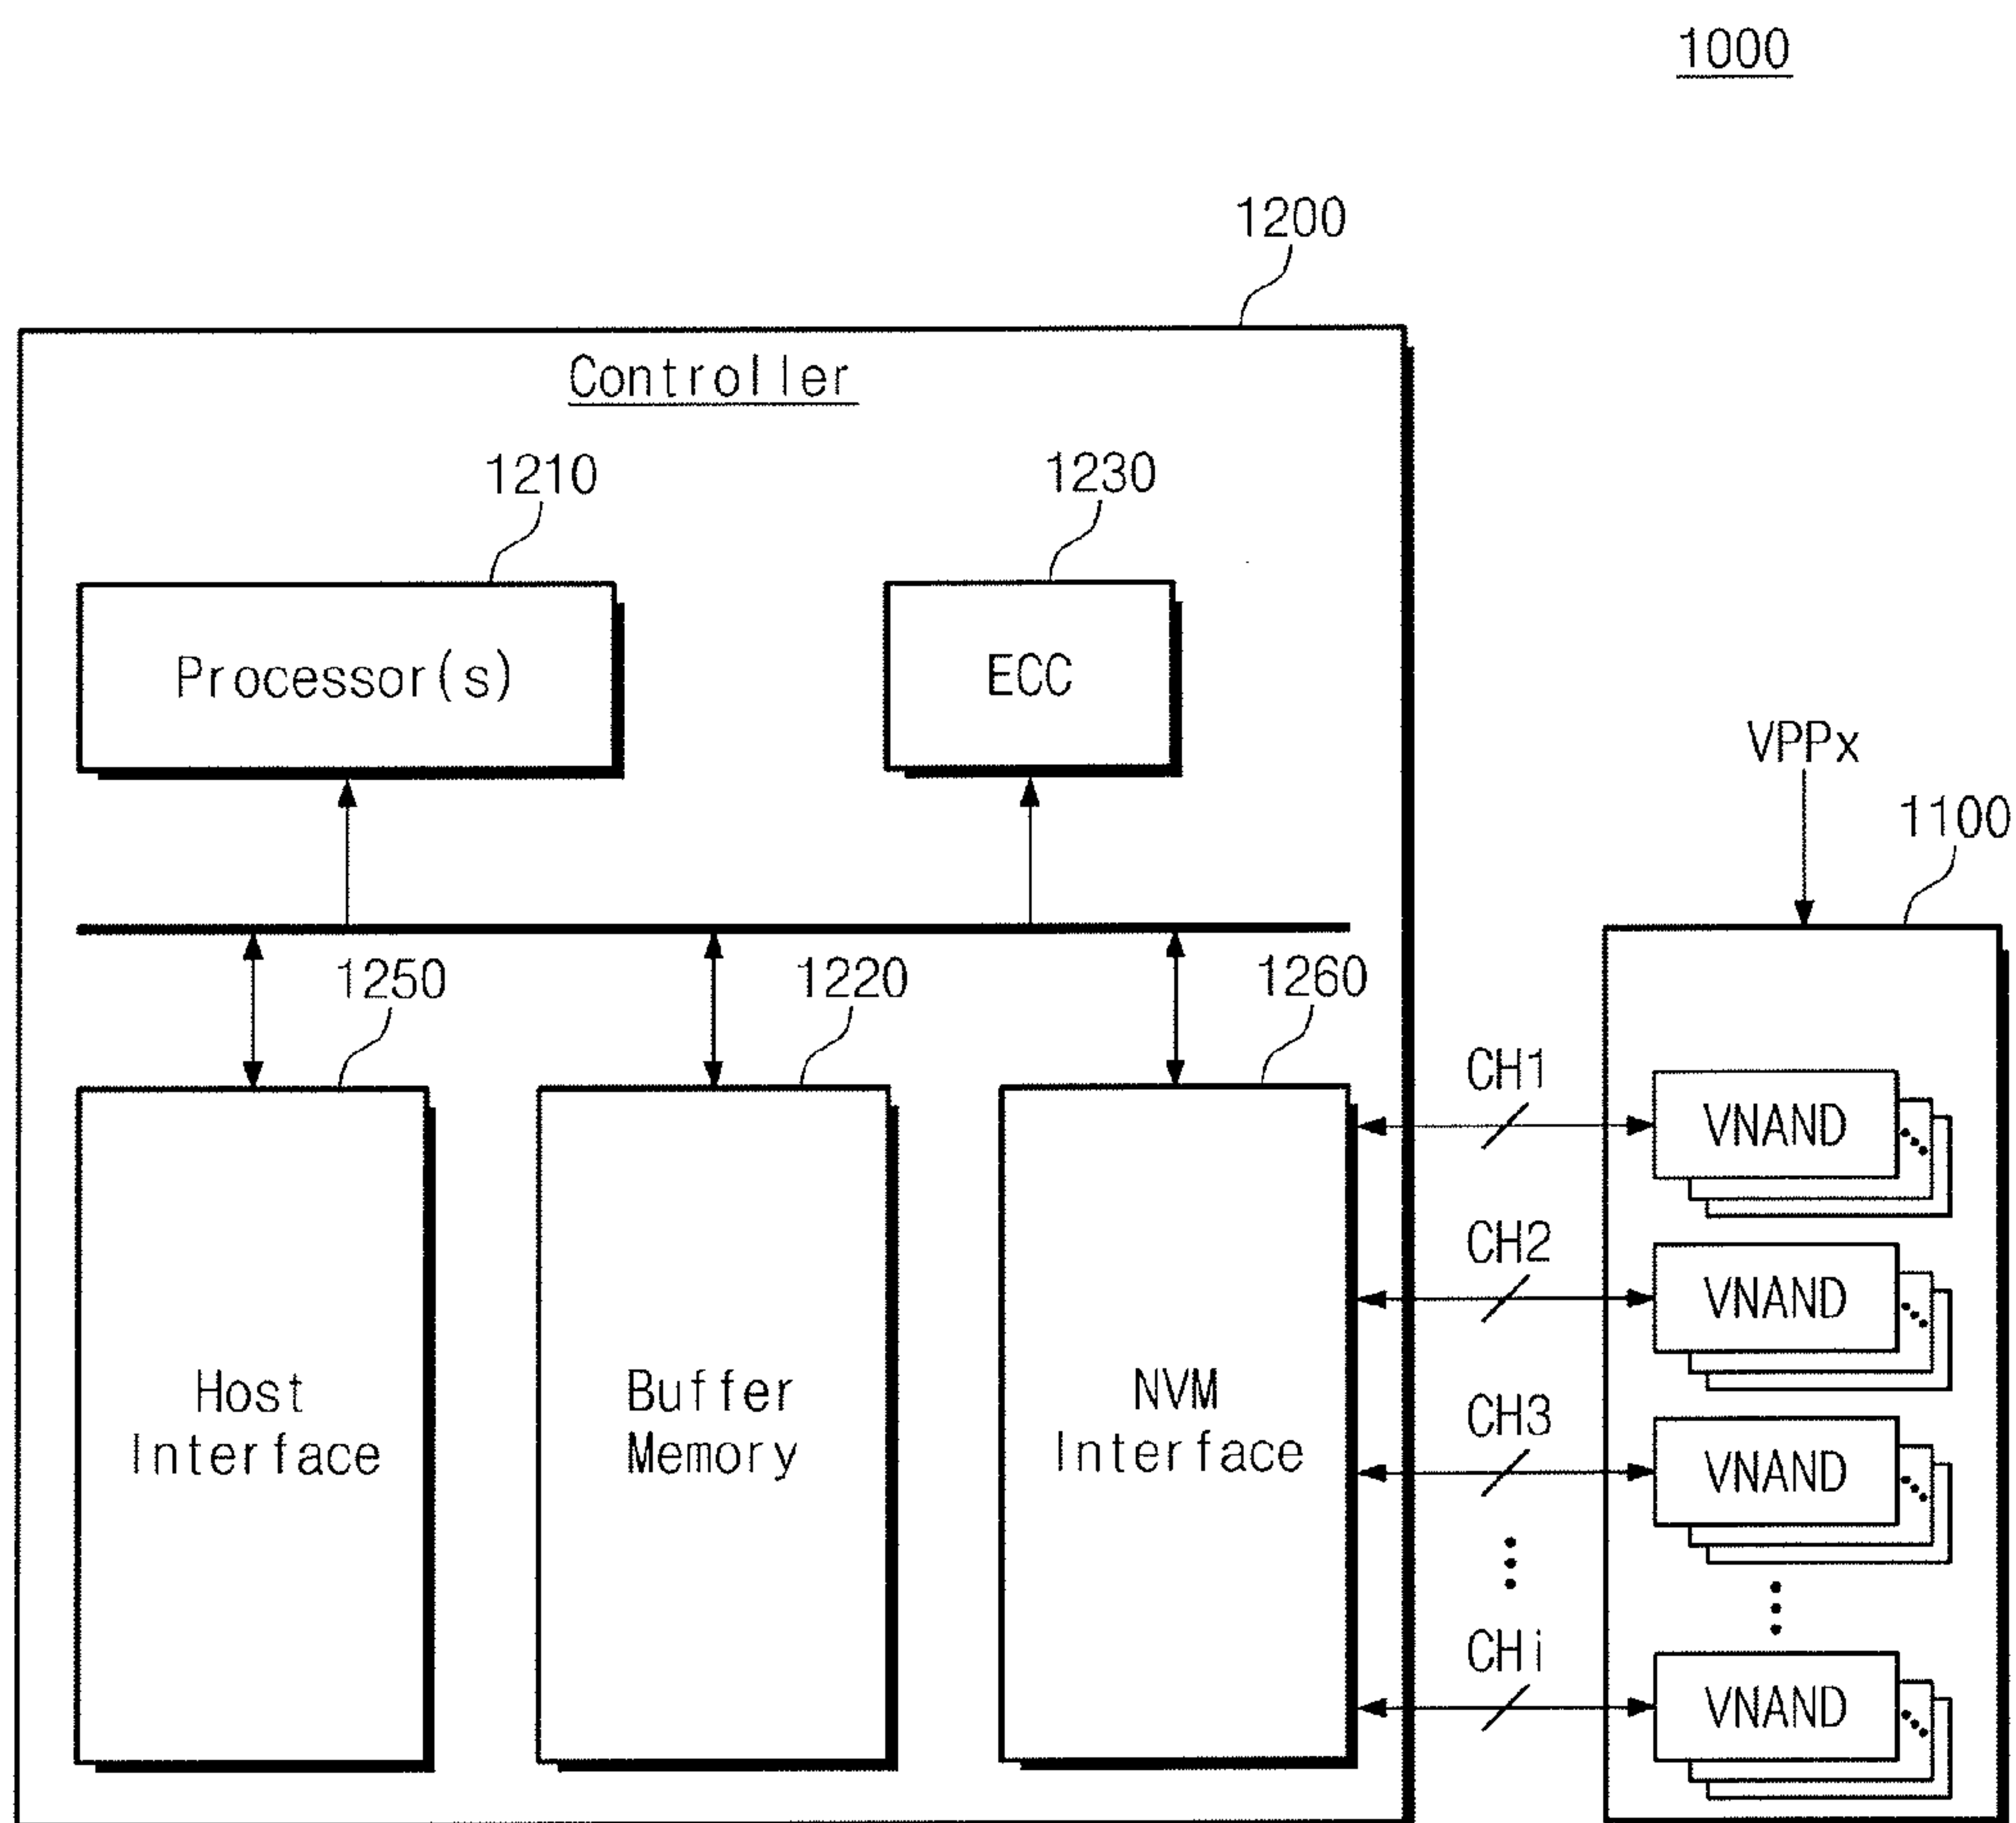 1000
1200
Controller
1210
1230
Processor(s)
ECC
VPPx
1100
1250
1220
1260
CH1
VNAND
CH2
VNAND
Host
Interface
Buffer
Memory
NVM
Interface
CH3
VNAND
CHi
VNAND